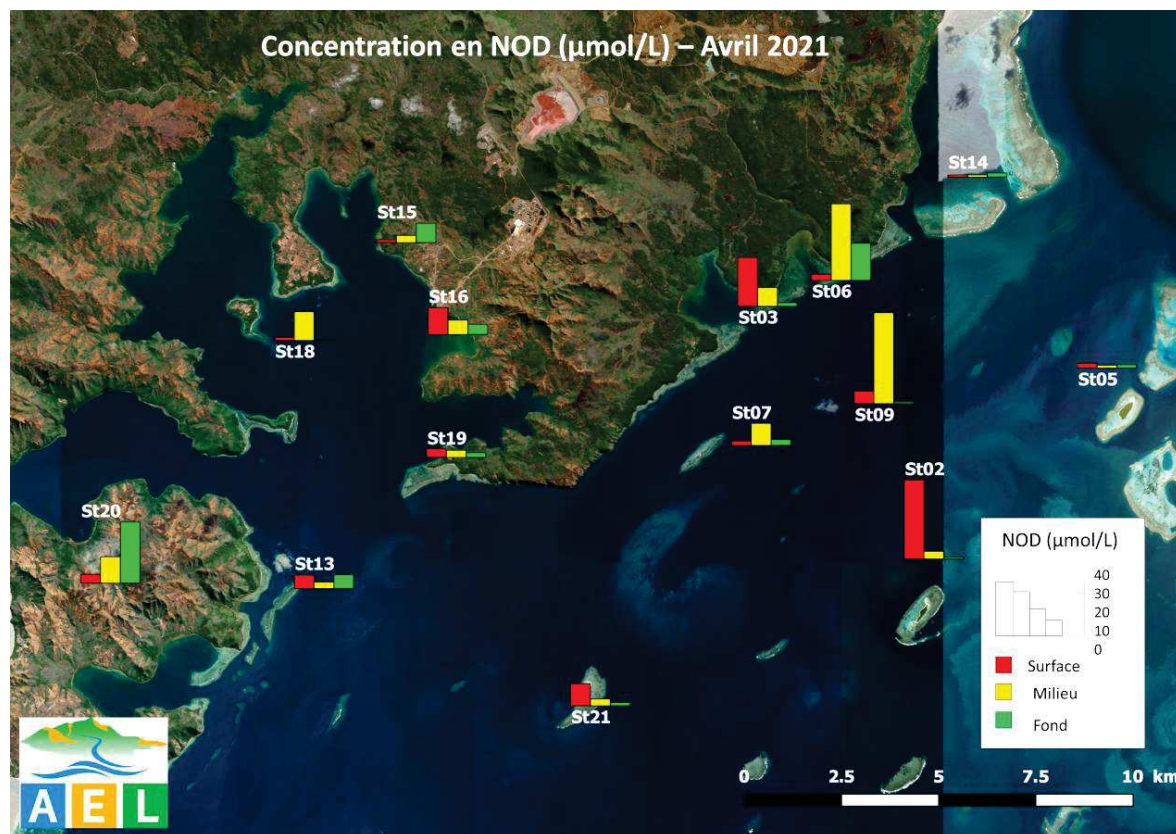 Concentration en NOD (µmol/L) – Avril 2021
St14
St15
St06
St16
St03
St18
St05
St09
St07
St19
St02
St20
St13
St21
NOD (µmol/L)
40
30
20
10
0
Surface
Milieu
Fond
0 2.5 5 7.5 10 km
A E L